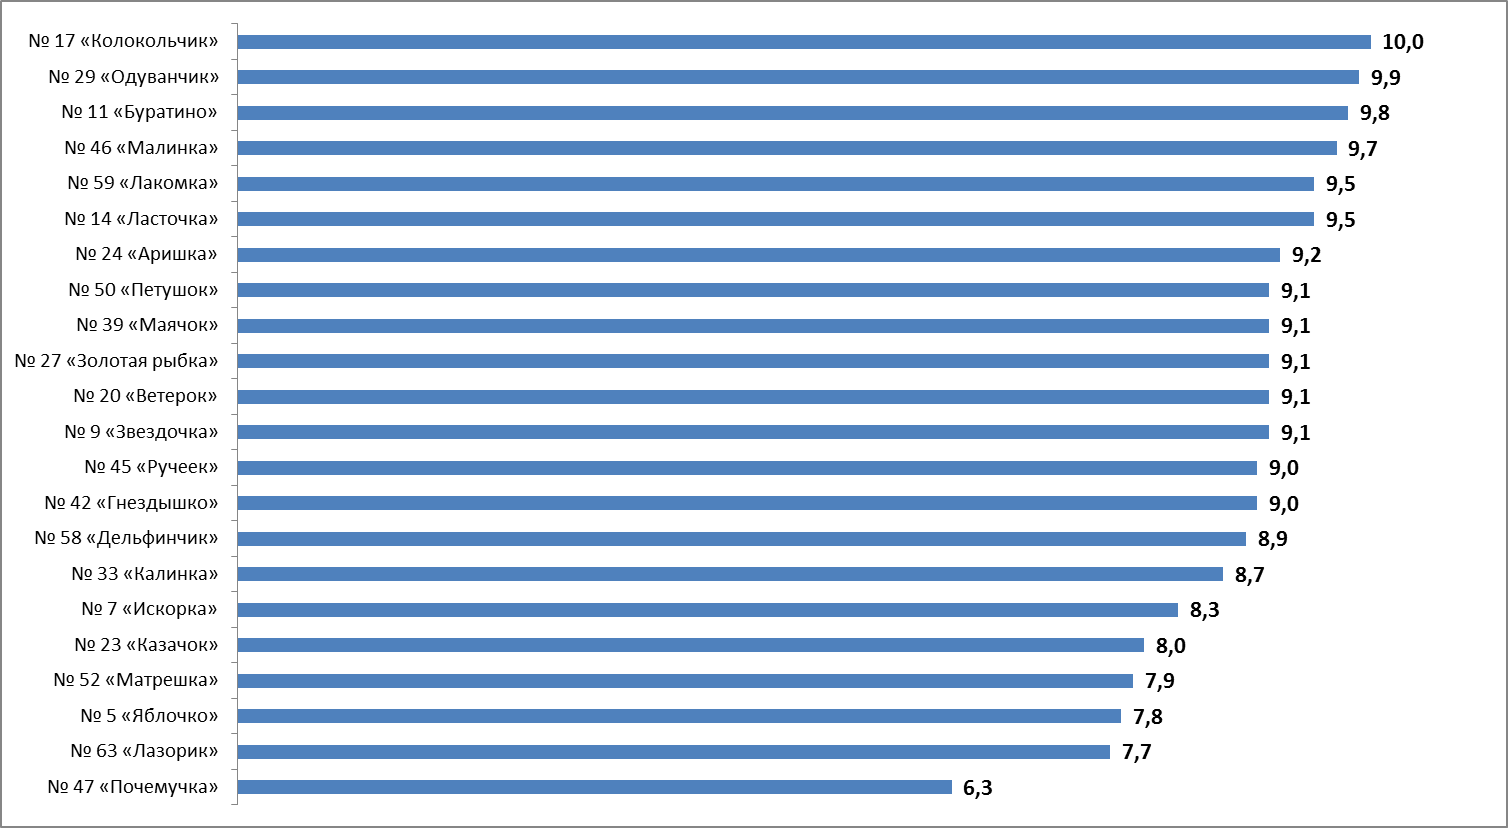 № 17 «Колокольчик» 10,0
№ 29 «Одуванчик» 9,9
№ 11 «Буратино» 9,8
№ 46 «Малинка» 9,7
№ 59 «Лакомка» 9,5
№ 14 «Ласточка» 9,5
№ 24 «Аришка» 9,2
№ 50 «Петушок» 9,1
№ 39 «Маячок» 9,1
№ 27 «Золотая рыбка» 9,1
№ 20 «Ветерок» 9,1
№ 9 «Звездочка» 9,1
№ 45 «Ручеек» 9,0
№ 42 «Гнездышко» 9,0
№ 58 «Дельфинчик» 8,9
№ 33 «Калинка» 8,7
№ 7 «Искорка» 8,3
№ 23 «Казачок» 8,0
№ 52 «Матрешка» 7,9
№ 5 «Яблочко» 7,8
№ 63 «Лазорик» 7,7
№ 47 «Почемучка» 6,3